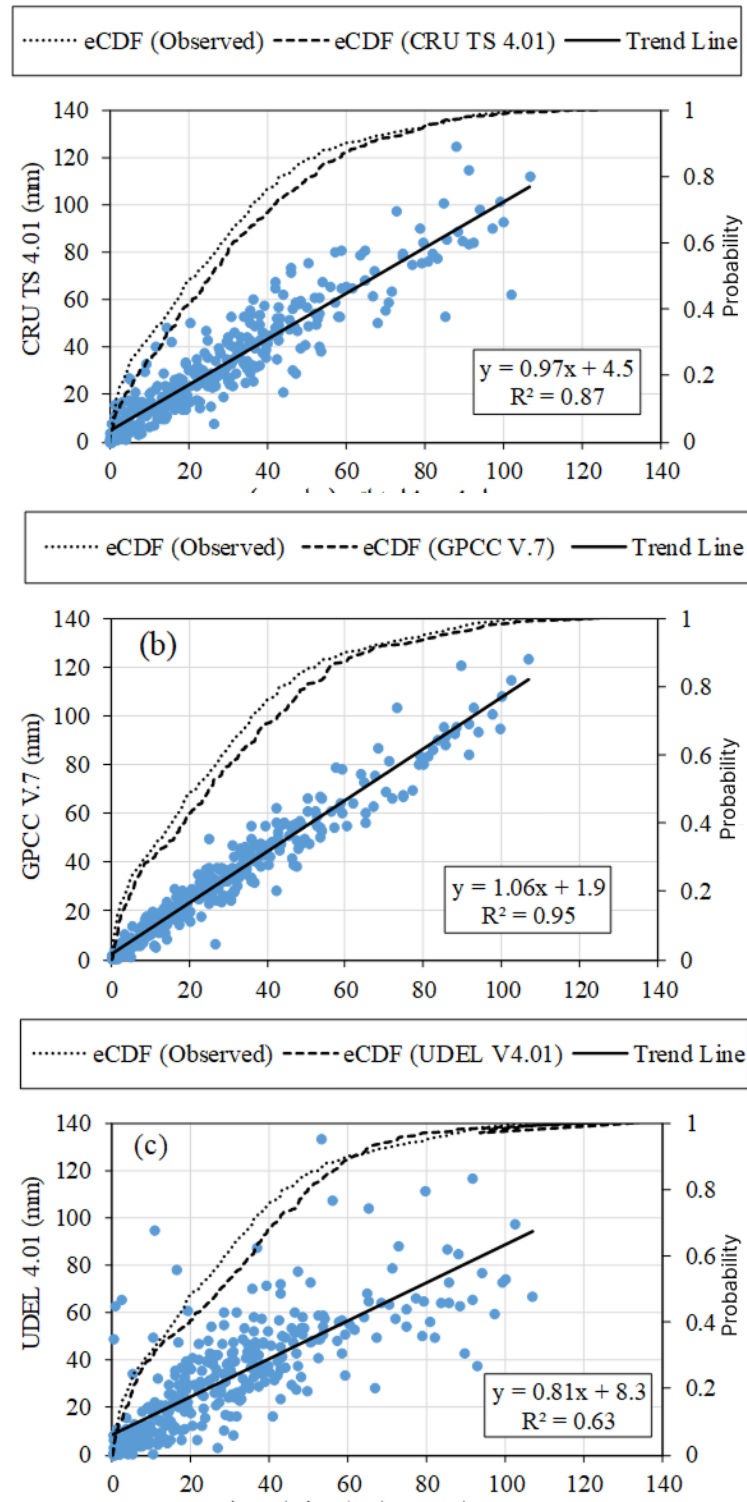 eCDF (Observed) eCDF (CRU TS 4.01) Trend Line
140 1
120
100 0.8
80 0.6
60 0.4
40
20 0.2
0 0
CRU TS 4.01 (mm)
Probability
y = 0.97x + 4.5
R² = 0.87
0 20 40 60 80 100 120 140
eCDF (Observed) eCDF (GPCC V.7) Trend Line
(b)
140 1
120
100 0.8
80 0.6
60 0.4
40
20 0.2
0 0
GPCC V.7 (mm)
Probability
y = 1.06x + 1.9
R² = 0.95
0 20 40 60 80 100 120 140
eCDF (Observed) eCDF (UDEL V4.01) Trend Line
(c)
140 1
120
100 0.8
80 0.6
60 0.4
40
20 0.2
0 0
UDEL 4.01 (mm)
Probability
y = 0.81x + 8.3
R² = 0.63
0 20 40 60 80 100 120 140